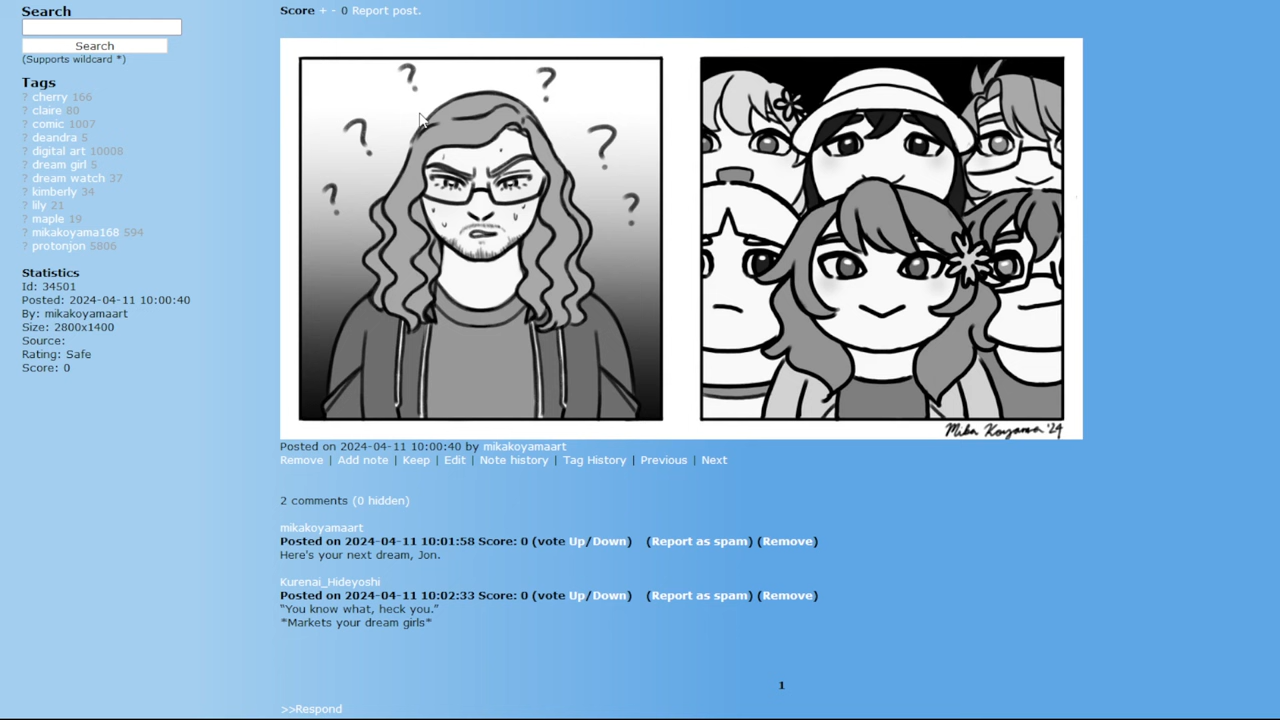 Search
Search
(Supports wildcard *)
Tags
? cherry 166
? claire 80
? comic 1007
? deandra 5
? digital art 10008
? dream girl 5
? dream watch 37
? kimberly 34
? lily 21
? maple 19
? mikakoyama168 594
? protonjon 5806
Statistics
Id: 34501
Posted: 2024-04-11 10:00:40
By: mikakoyamaart
Size: 2800x1400
Source:
Rating: Safe
Score: 0
Score + - 0 Report post.
? ? ? ? ? ?
Mika Koyama '24
Posted on 2024-04-11 10:00:40 by mikakoyamaart
Remove | Add note | Keep | Edit | Note history | Tag History | Previous | Next
2 comments (0 hidden)
mikakoyamaart
Posted on 2024-04-11 10:01:58 Score: 0 (vote Up/Down) (Report as spam) (Remove)
Here's your next dream, Jon.
Kurenai_Hideyoshi
Posted on 2024-04-11 10:02:33 Score: 0 (vote Up/Down) (Report as spam) (Remove)
“You know what, heck you.”
*Markets your dream girls*
1
>>Respond